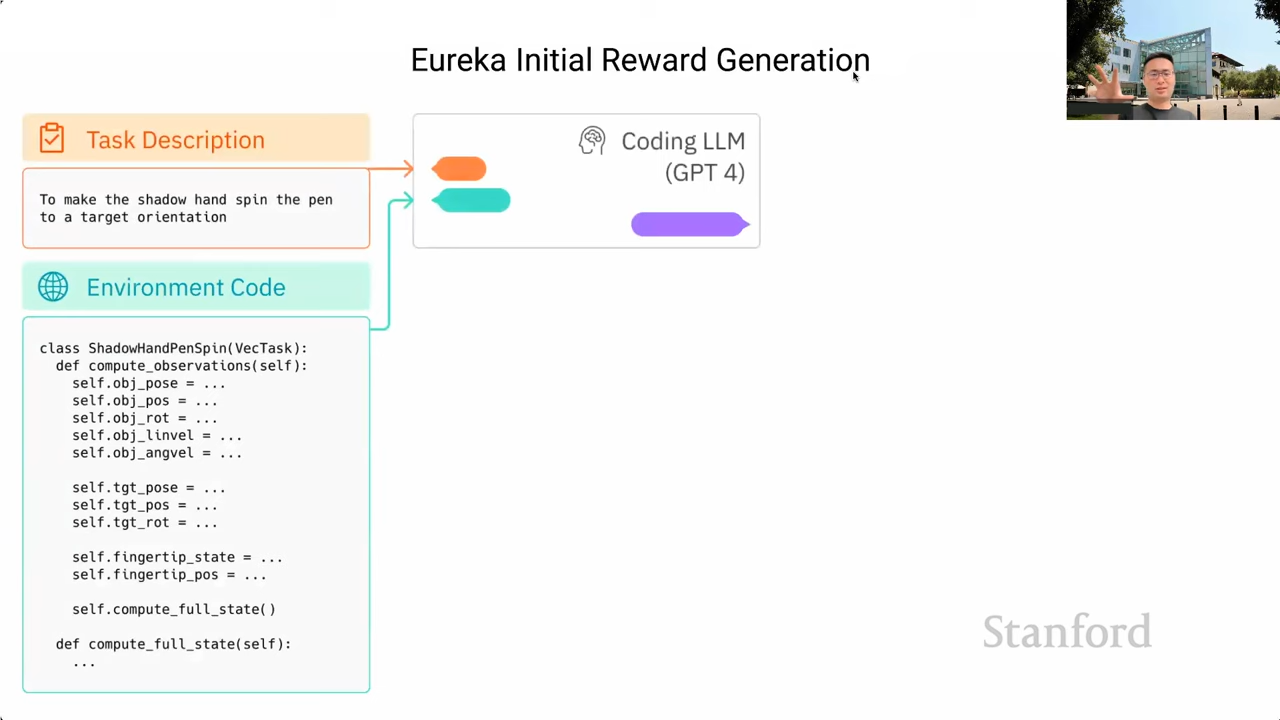 Eureka Initial Reward Generation
Task Description
To make the shadow hand spin the pen
to a target orientation
Environment Code
class ShadowHandPenSpin(VecTask):
  def compute_observations(self):
    self.obj_pose = ...
    self.obj_pos = ...
    self.obj_rot = ...
    self.obj_linvel = ...
    self.obj_angvel = ...
    self.tgt_pose = ...
    self.tgt_pos = ...
    self.tgt_rot = ...
    self.fingertip_state = ...
    self.fingertip_pos = ...
    self.compute_full_state()
  def compute_full_state(self):
    ...
Coding LLM
(GPT 4)
Stanford